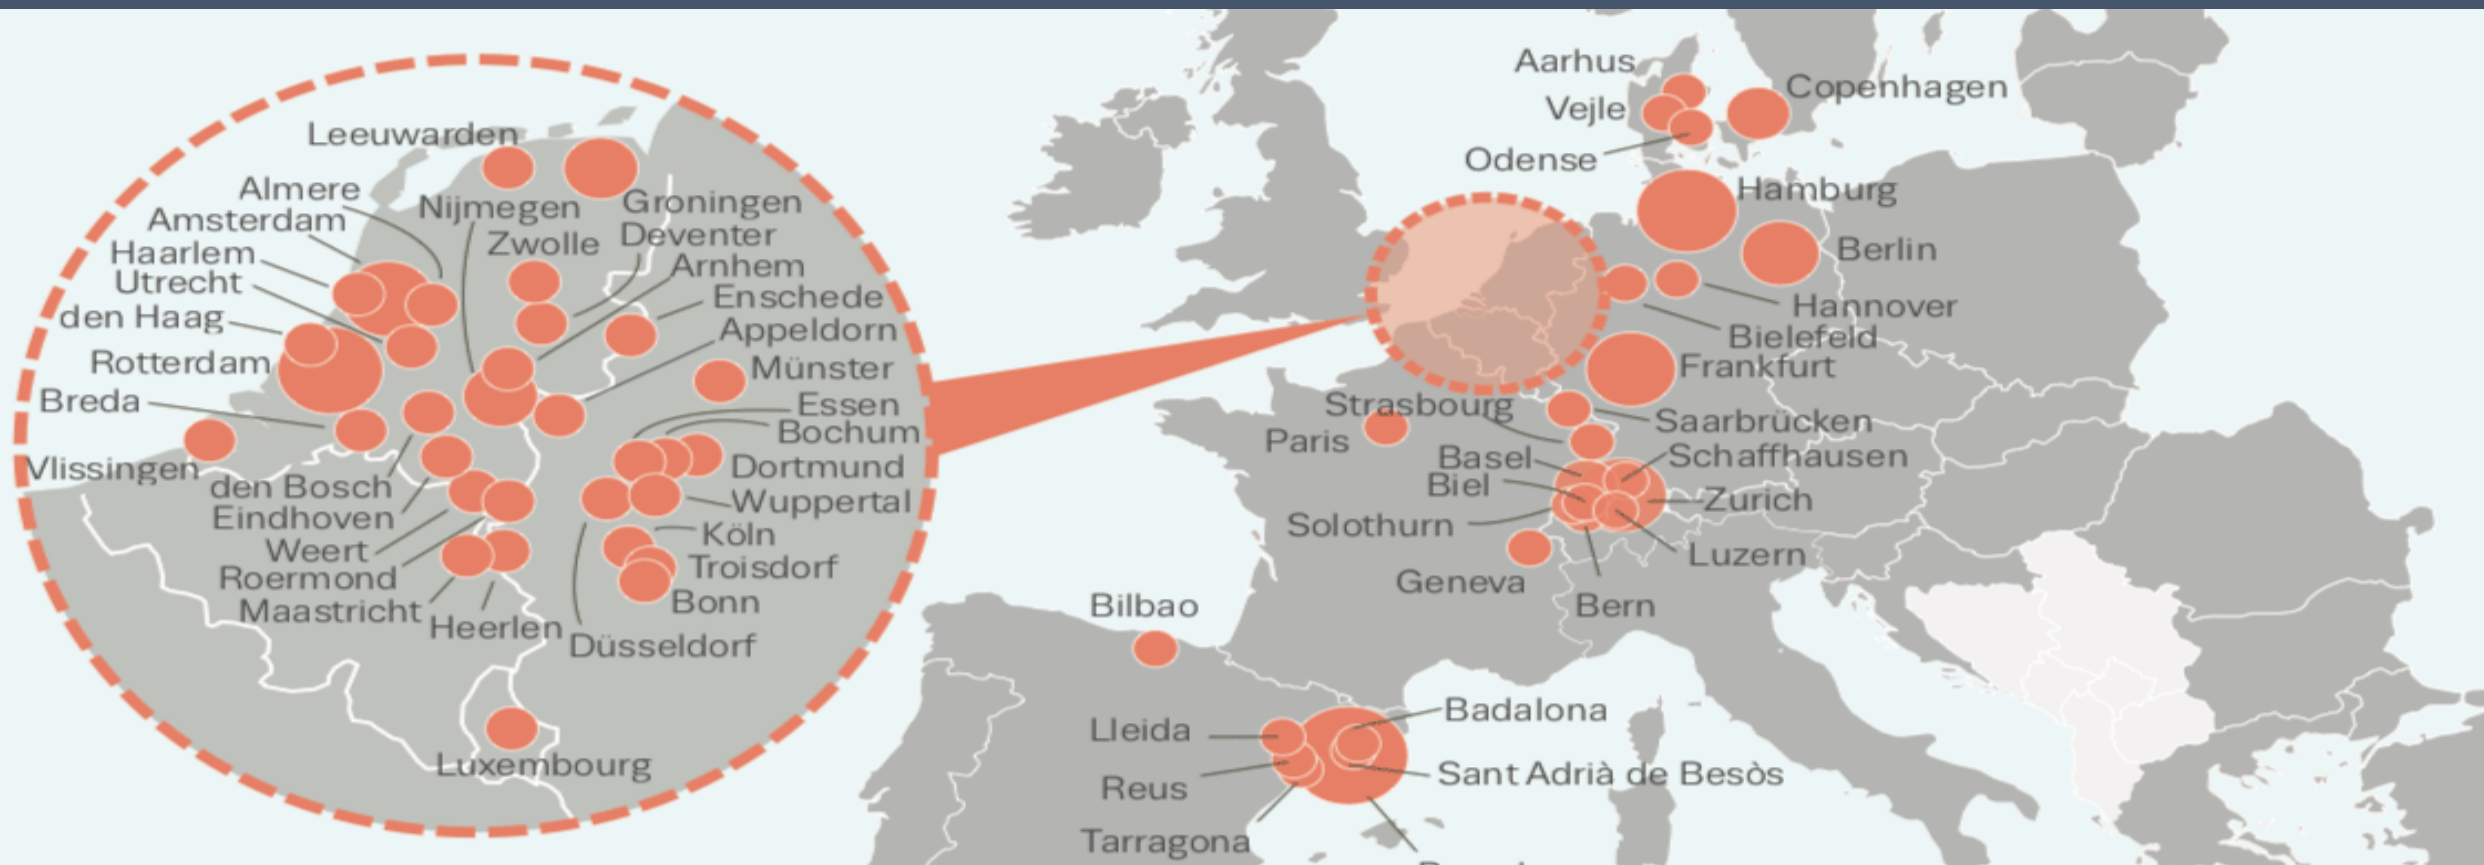 Leeuwarden
Almere
Amsterdam
Haarlem
Utrecht
den Haag
Rotterdam
Breda
Vlissingen
den Bosch
Eindhoven
Weert
Roermond
Maastricht
Heerlen
Düsseldorf
Luxembourg
Nijmegen
Zwolle
Groningen
Deventer
Arnhem
Enschede
Appeldorn
Münster
Essen
Bochum
Dortmund
Wuppertal
Köln
Troisdorf
Bonn
Aarhus
Vejle
Odense
Copenhagen
Hamburg
Berlin
Hannover
Bielefeld
Frankfurt
Strasbourg
Saarbrücken
Paris
Basel
Schaffhausen
Biel
Zurich
Solothurn
Luzern
Geneva
Bern
Bilbao
Lleida
Badalona
Reus
Sant Adrià de Besòs
Tarragona